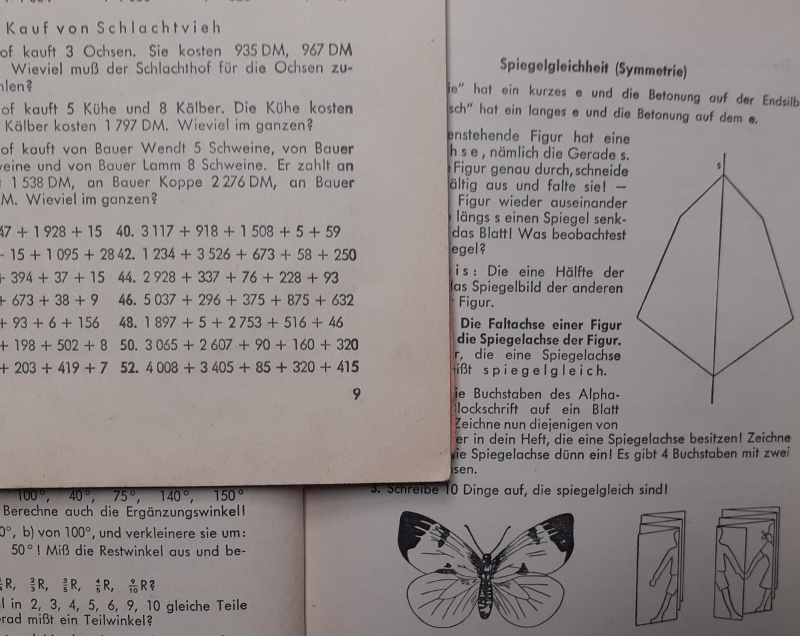 Kauf von Schlachtvieh
of kauft 3 Ochsen. Sie kosten 935 DM, 967 DM
Wieviel muß der Schlachthof für die Ochsen zu-
hlen?
of kauft 5 Kühe und 8 Kälber. Die Kühe kosten
Kälber kosten 1 797 DM. Wieviel im ganzen?
of kauft von Bauer Wendt 5 Schweine, von Bauer
weine und von Bauer Lamm 8 Schweine. Er zahlt an
1 538 DM, an Bauer Koppe 2 276 DM, an Bauer
M. Wieviel im ganzen?
47 + 1 928 + 15 40. 3 117 + 918 + 1 508 + 5 + 59
- 15 + 1 095 + 28 42. 1 234 + 3 526 + 673 + 58 + 250
+ 394 + 37 + 15 44. 2 928 + 337 + 76 + 228 + 93
+ 673 + 38 + 9 46. 5 037 + 296 + 375 + 875 + 632
+ 93 + 6 + 156 48. 1 897 + 5 + 2 753 + 516 + 46
+ 198 + 502 + 8 50. 3 065 + 2 607 + 90 + 160 + 320
+ 203 + 419 + 7 52. 4 008 + 3 405 + 85 + 320 + 415
9
100°, 40°, 75°, 140°, 150°
Berechne auch die Ergänzungswinkel!
0°, b) von 100°, und verkleinere sie um:
50°! Miß die Restwinkel aus und be-
R, 2/3 R, 3/5 R, 4/5 R, 9/10 R?
l in 2, 3, 4, 5, 6, 9, 10 gleiche Teile
rad mißt ein Teilwinkel?
Spiegelgleichheit (Symmetrie)
ie" hat ein kurzes e und die Betonung auf der Endsilb
sch" hat ein langes e und die Betonung auf dem e.
enstehende Figur hat eine
hse, nämlich die Gerade s.
Figur genau durch, schneide
ältig aus und falte sie! —
Figur wieder auseinander
längs s einen Spiegel senk-
das Blatt! Was beobachtest
egel?
is: Die eine Hälfte der
das Spiegelbild der anderen
Figur.
Die Faltachse einer Figur
die Spiegelachse der Figur.
r, die eine Spiegelachse
ißt spiegelgleich.
ie Buchstaben des Alpha-
lockschrift auf ein Blatt
Zeichne nun diejenigen von
er in dein Heft, die eine Spiegelachse besitzen! Zeichne
ie Spiegelachse dünn ein! Es gibt 4 Buchstaben mit zwei
sen.
3. Schreibe 10 Dinge auf, die spiegelgleich sind!
s